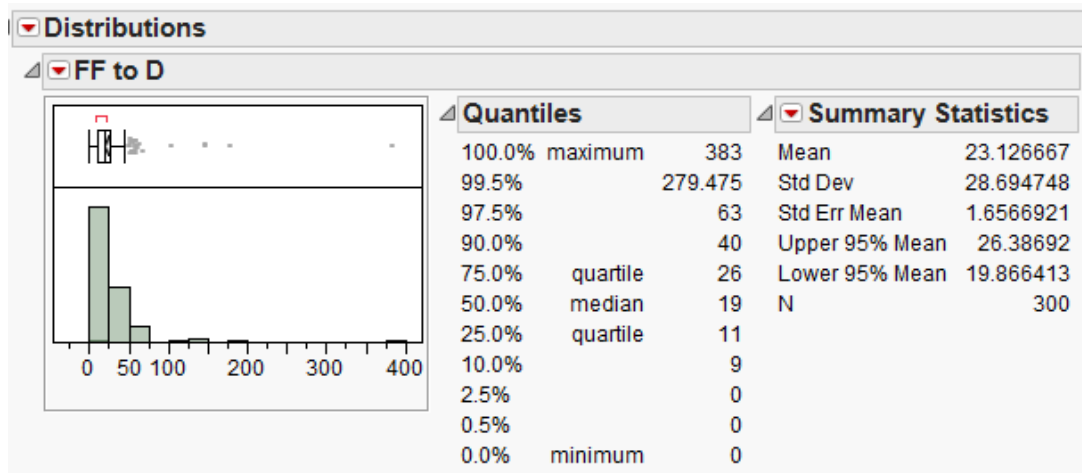 Distributions
FF to D
0 50 100 200 300 400
Quantiles
100.0% maximum 383
99.5% 279.475
97.5% 63
90.0% 40
75.0% quartile 26
50.0% median 19
25.0% quartile 11
10.0% 9
2.5% 0
0.5% 0
0.0% minimum 0
Summary Statistics
Mean 23.126667
Std Dev 28.694748
Std Err Mean 1.6566921
Upper 95% Mean 26.38692
Lower 95% Mean 19.866413
N 300